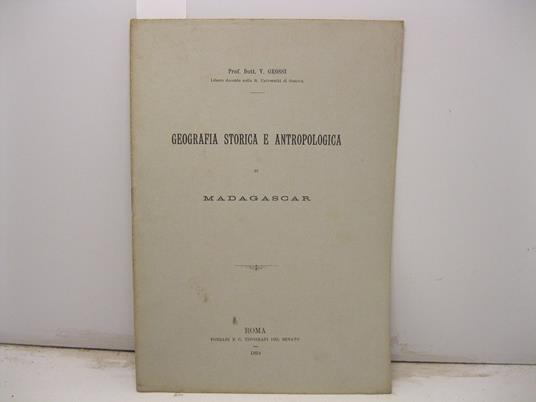 Prof. Dott. V. GROSSI
Libero docente nella R. Università di Genova
GEOGRAFIA STORICA E ANTROPOLOGICA
DI
MADAGASCAR
ROMA
FORZANI E C. TIPOGRAFI DEL SENATO
1894